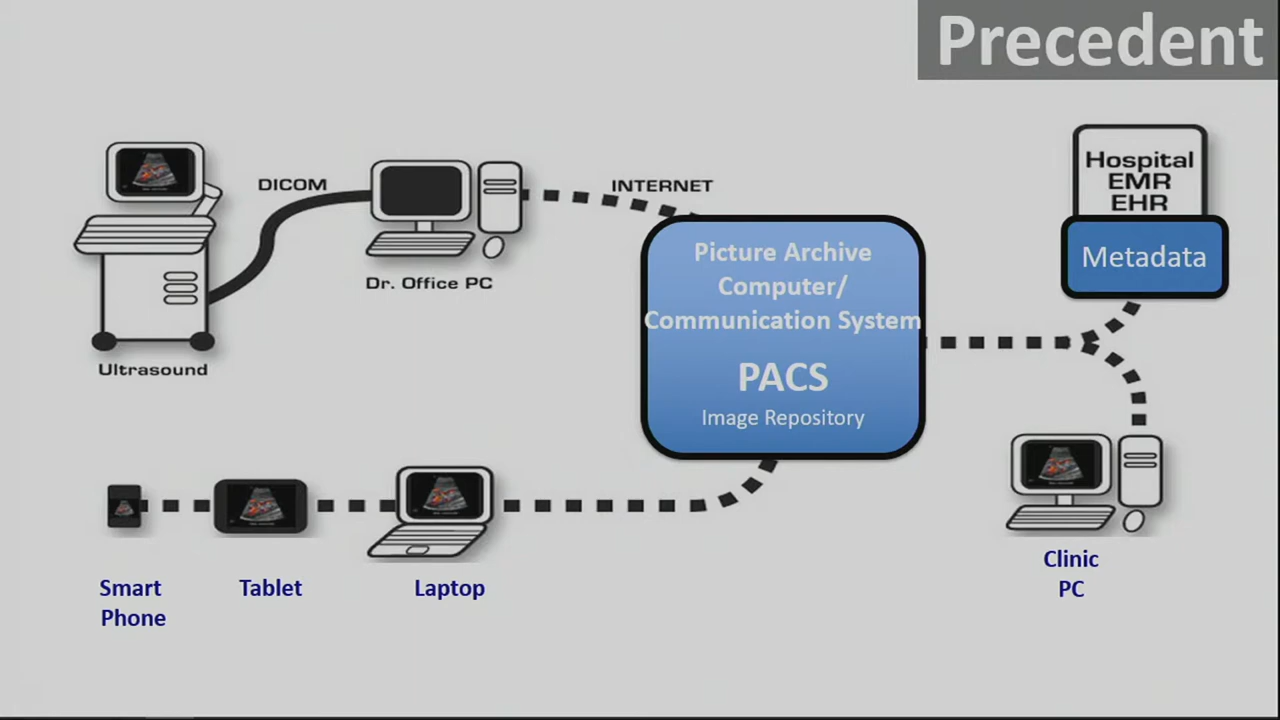 Precedent
Hospital
EMR
EHR
Metadata
DICOM
INTERNET
Dr. Office PC
Ultrasound
Picture Archive
Computer/
Communication System
PACS
Image Repository
Smart
Phone
Tablet
Laptop
Clinic
PC